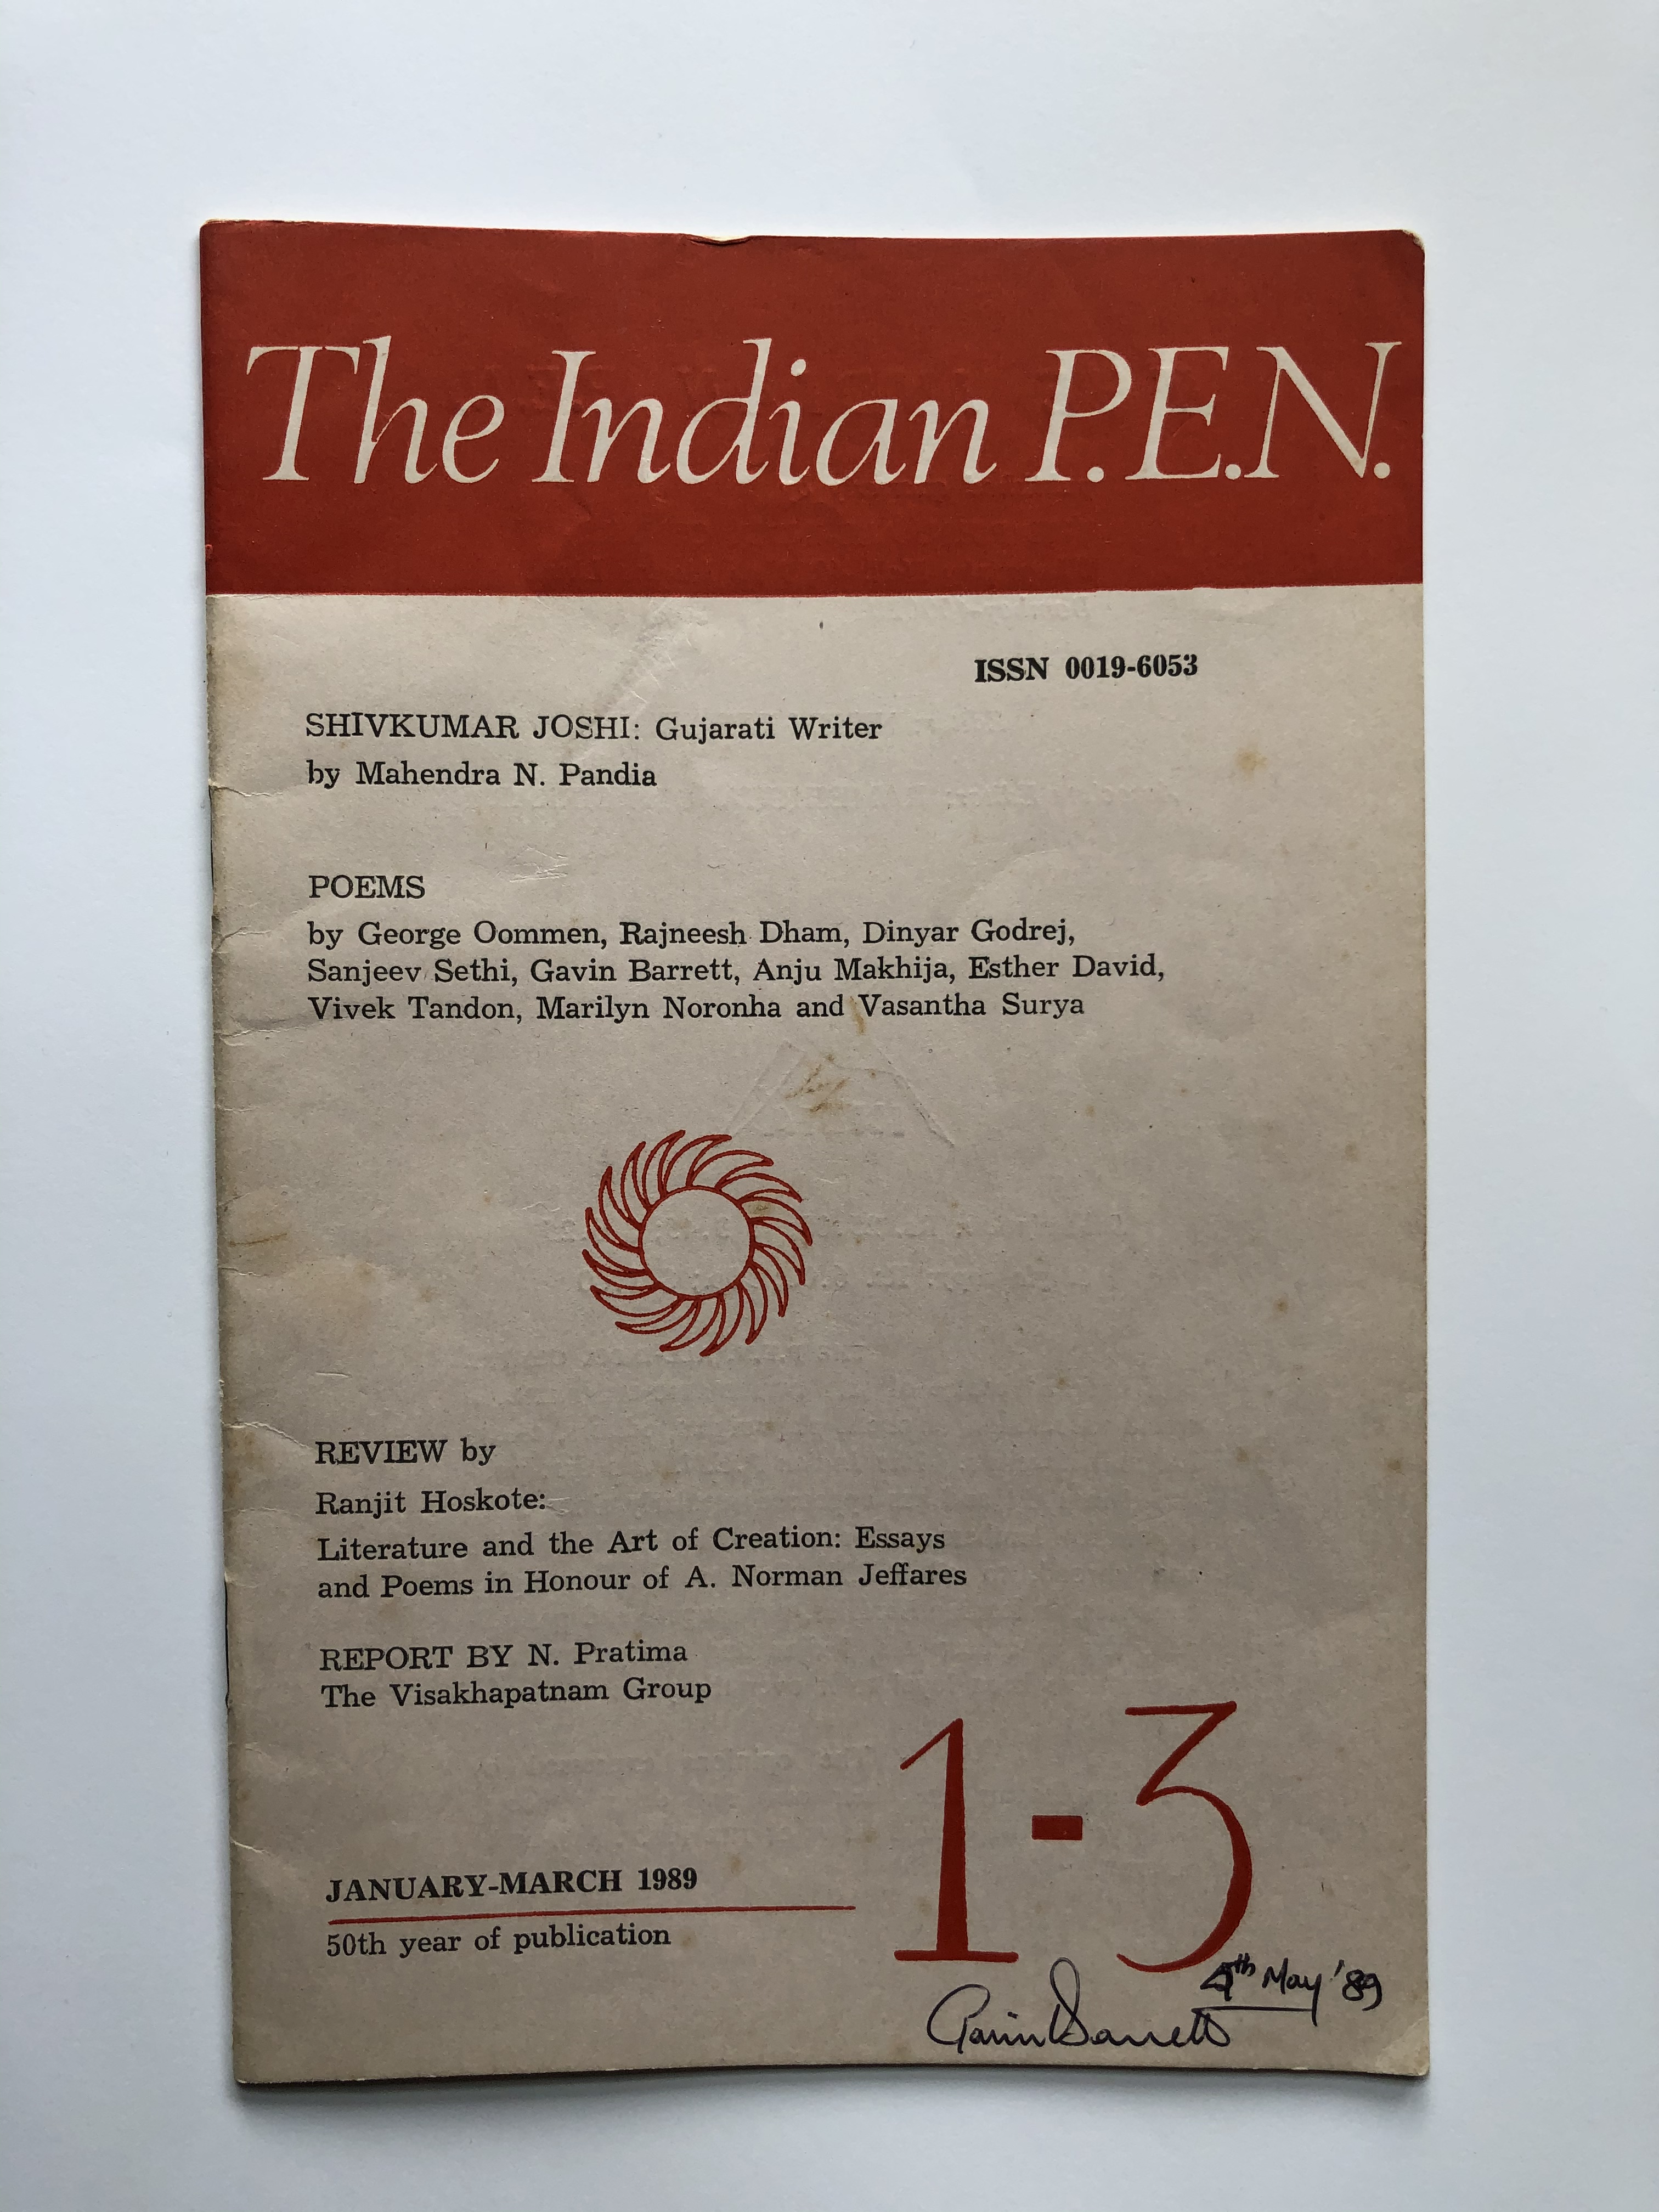 The Indian P.E.N.
ISSN 0019-6053
SHIVKUMAR JOSHI: Gujarati Writer
by Mahendra N. Pandia
POEMS
by George Oommen, Rajneesh Dham, Dinyar Godrej,
Sanjeev Sethi, Gavin Barrett, Anju Makhija, Esther David,
Vivek Tandon, Marilyn Noronha and Vasantha Surya
REVIEW by
Ranjit Hoskote:
Literature and the Art of Creation: Essays
and Poems in Honour of A. Norman Jeffares
REPORT BY N. Pratima
The Visakhapatnam Group
1-3
JANUARY-MARCH 1989
50th year of publication
May '89
Gavin Barrett